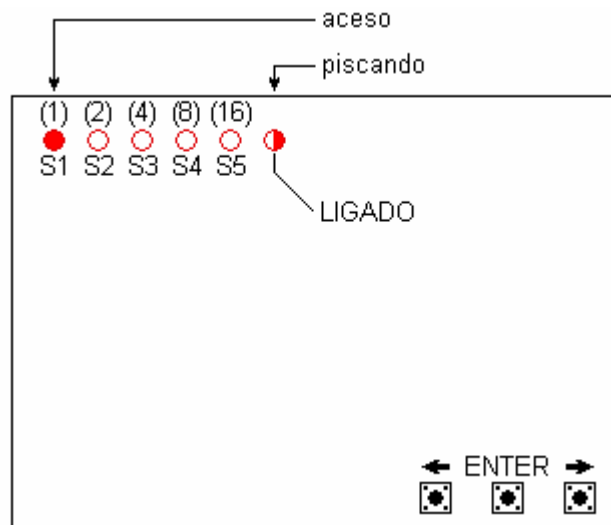 aceso
piscando
(1) (2) (4) (8) (16)
S1 S2 S3 S4 S5
LIGADO
ENTER